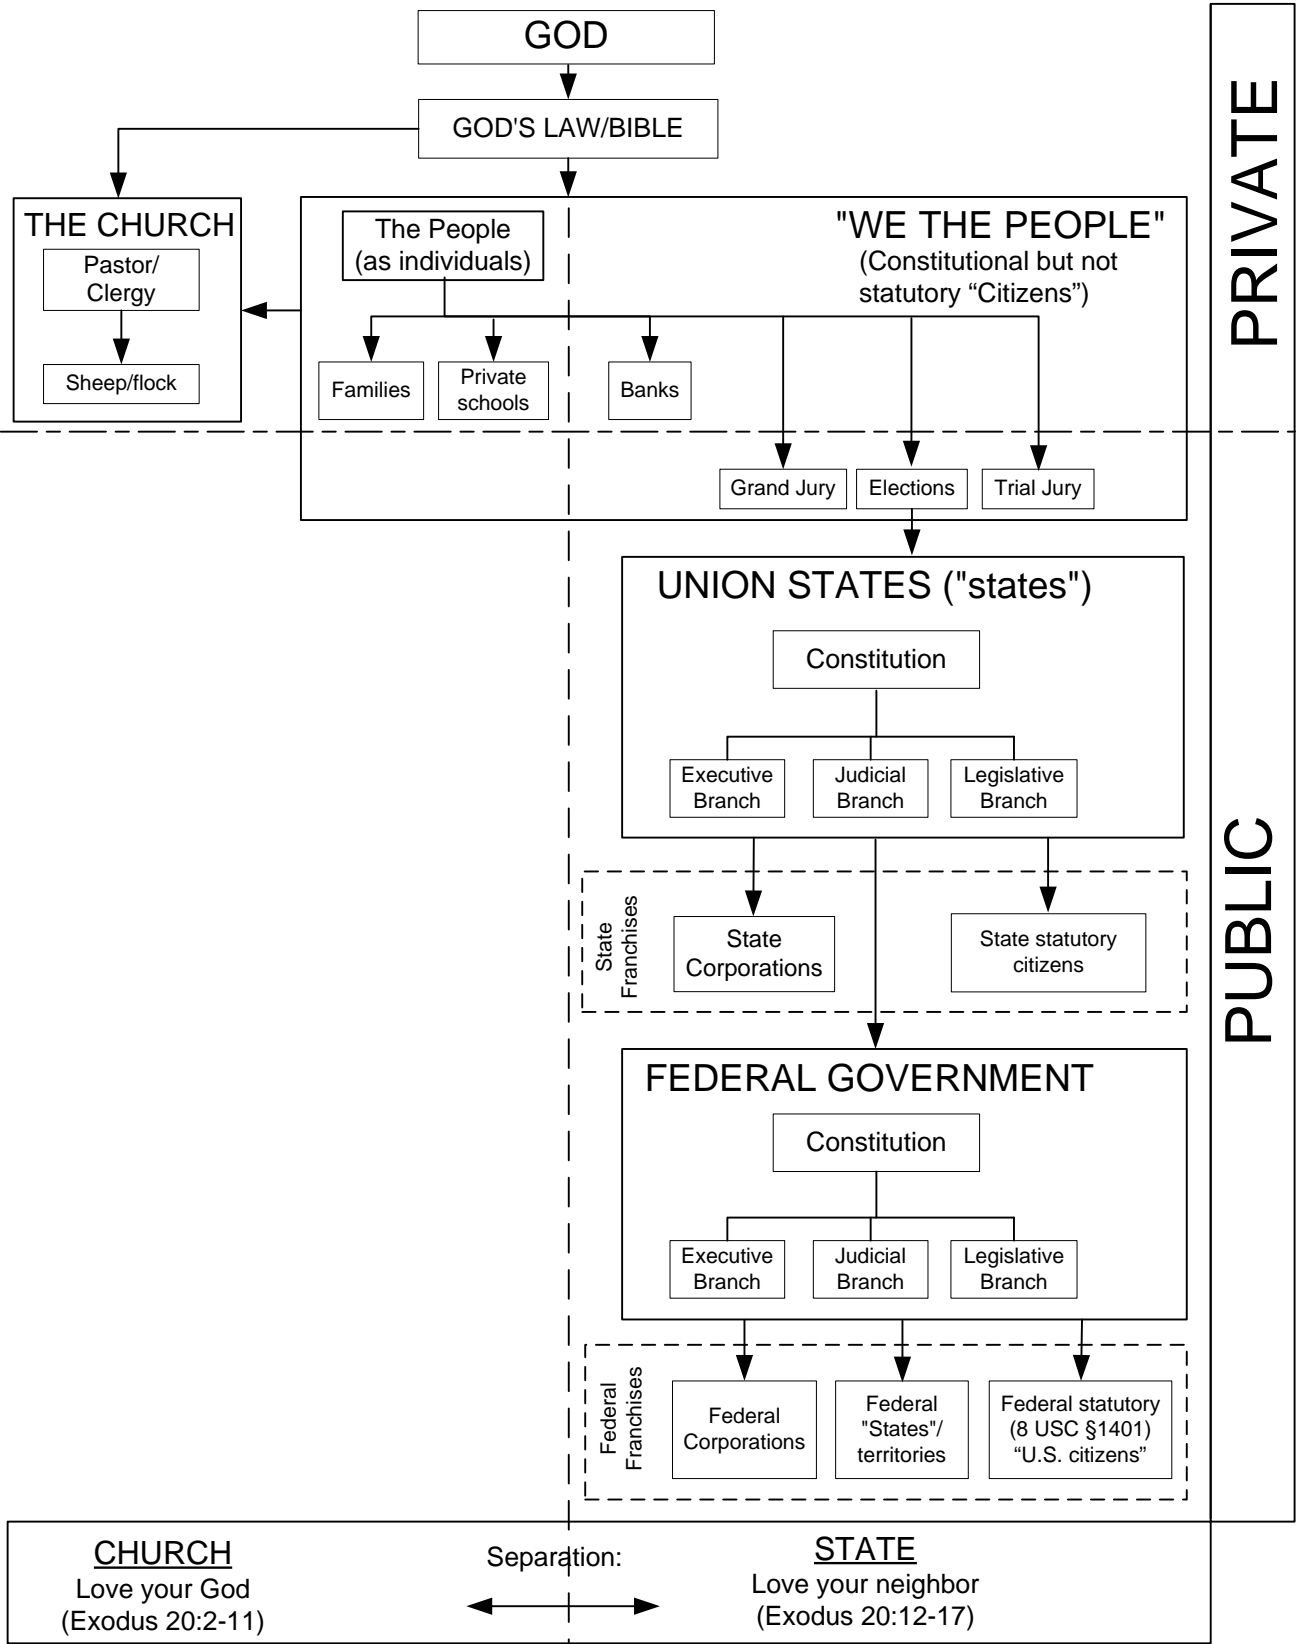 GOD
GOD'S LAW/BIBLE
PRIVATE
THE CHURCH
Pastor/
Clergy
Sheep/flock
The People
(as individuals)
"WE THE PEOPLE"
(Constitutional but not
statutory “Citizens”)
Families
Private
schools
Banks
Grand Jury
Elections
Trial Jury
PUBLIC
UNION STATES ("states")
Constitution
Executive
Branch
Judicial
Branch
Legislative
Branch
State
Franchises
State
Corporations
State statutory
citizens
FEDERAL GOVERNMENT
Constitution
Executive
Branch
Judicial
Branch
Legislative
Branch
Federal
Franchises
Federal
Corporations
Federal
"States"/
territories
Federal statutory
(8 USC §1401)
“U.S. citizens”
CHURCH
Love your God
(Exodus 20:2-11)
Separation:
STATE
Love your neighbor
(Exodus 20:12-17)